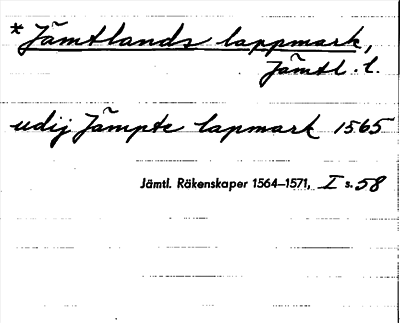 * Jämtlands lappmark,
Jämtl. l.
udij Jämpte lapmark 1565
Jämtl. Räkenskaper 1564—1571, I s. 58